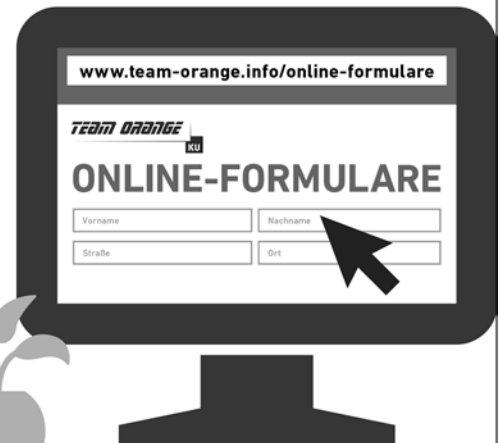 www.team-orange.info/online-formulare
TEAM ORANGE
KU
ONLINE-FORMULARE
Vorname
Nachname
Straße
Ort